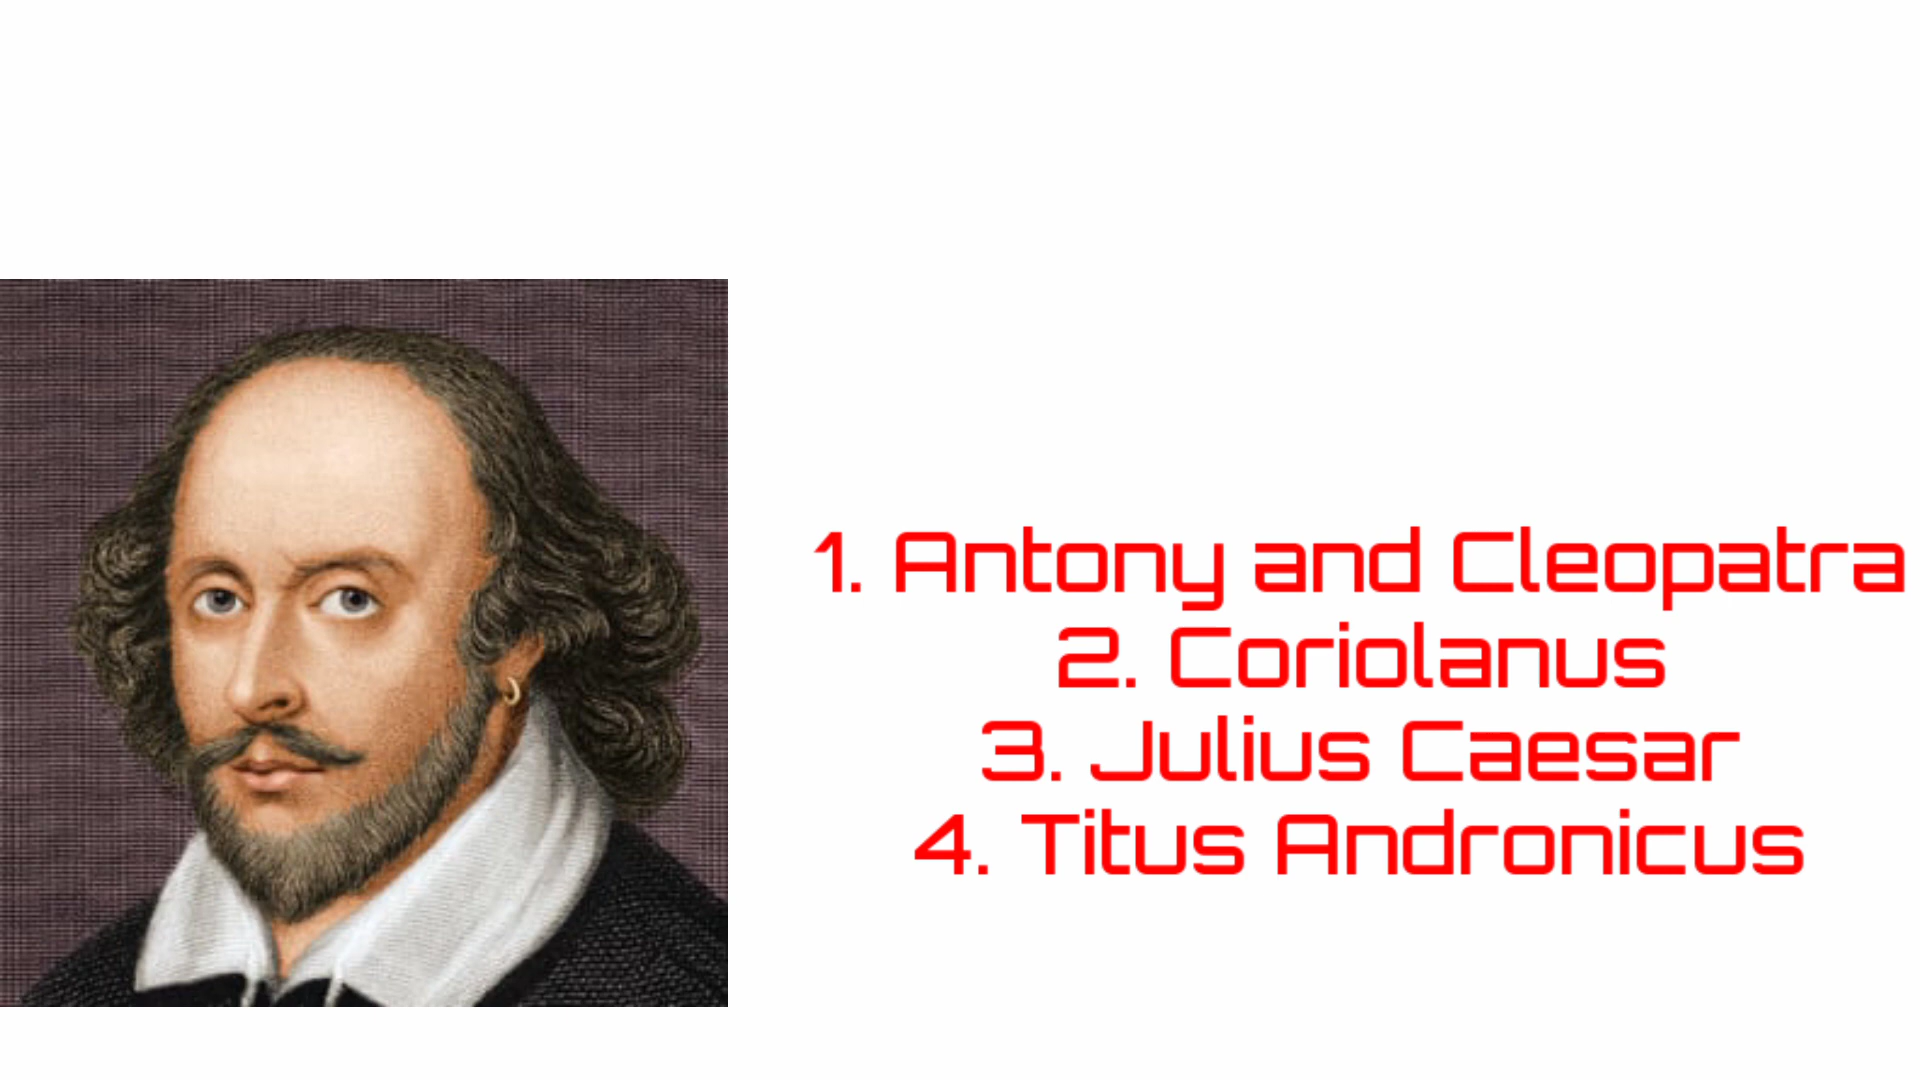 1. Antony and Cleopatra
2. Coriolanus
3. Julius Caesar
4. Titus Andronicus